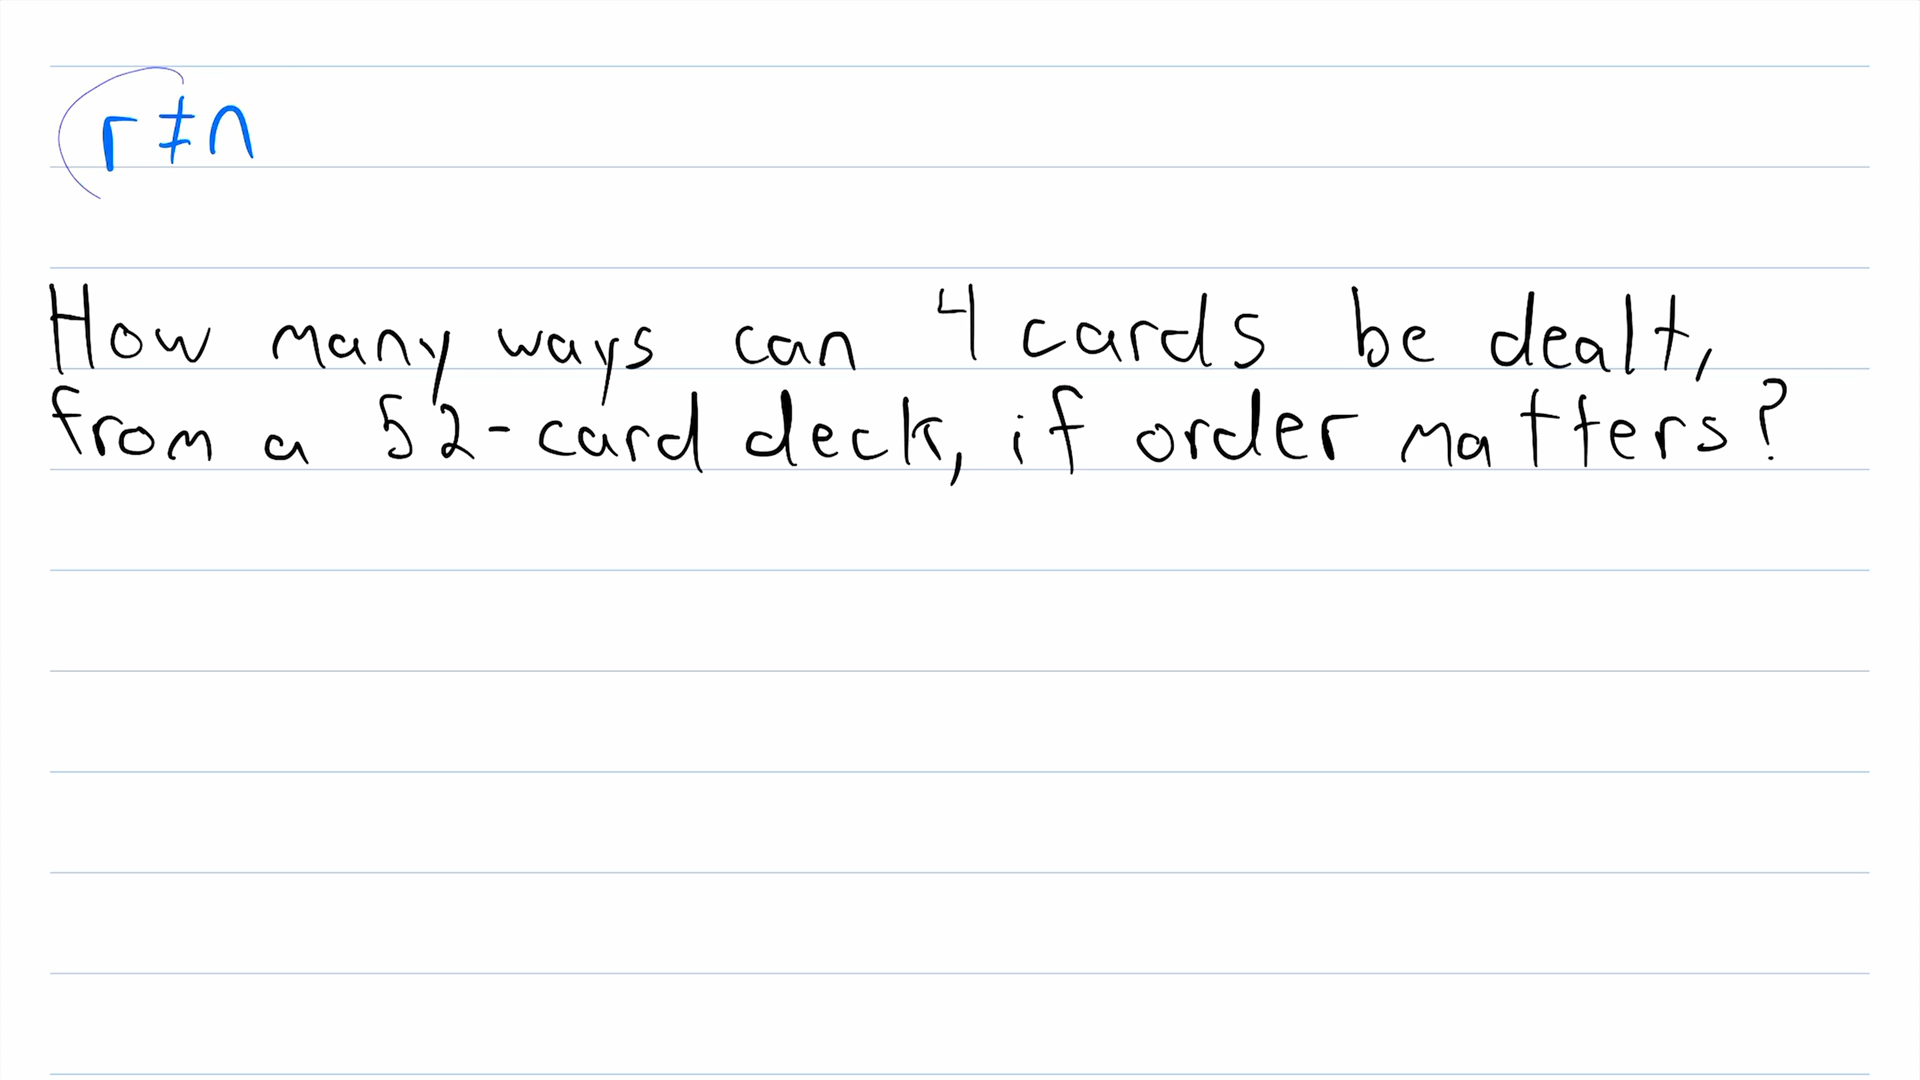 r ≠ n
How many ways can 4 cards be dealt,
from a 52-card deck, if order matters?